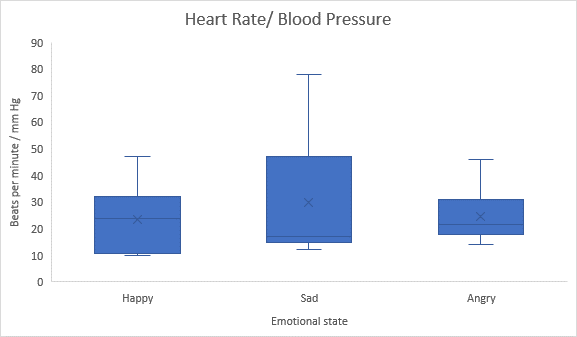 Heart Rate/ Blood Pressure
Beats per minute / mm Hg
90
80
70
60
50
40
30
20
10
0
Happy
Sad
Angry
Emotional state